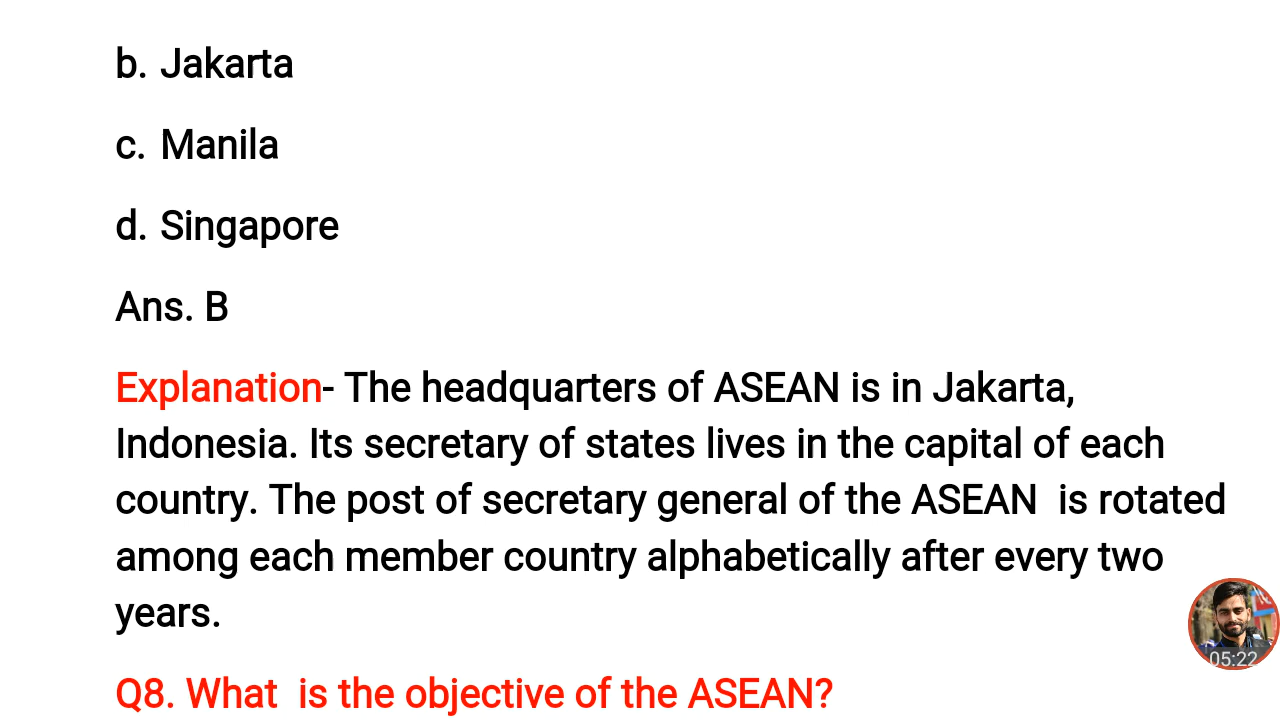 b. Jakarta
c. Manila
d. Singapore
Ans. B
Explanation- The headquarters of ASEAN is in Jakarta,
Indonesia. Its secretary of states lives in the capital of each
country. The post of secretary general of the ASEAN  is rotated
among each member country alphabetically after every two
years.
05:22
Q8. What  is the objective of the ASEAN?